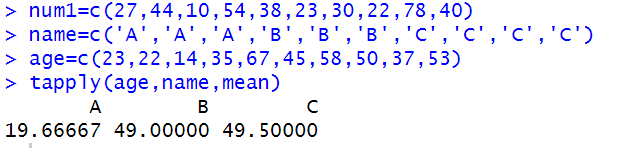 > num1=c(27,44,10,54,38,23,30,22,78,40)
> name=c('A','A','A','B','B','B','C','C','C','C')
> age=c(23,22,14,35,67,45,58,50,37,53)
> tapply(age,name,mean)
       A        B        C
19.66667 49.00000 49.50000